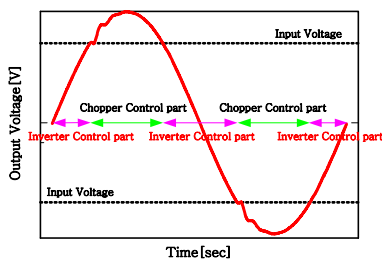 Output Voltage[V]
Input Voltage
Chopper Control part
Chopper Control part
Inverter Control part
Inverter Control part
Inverter Control part
Input Voltage
Time[sec]